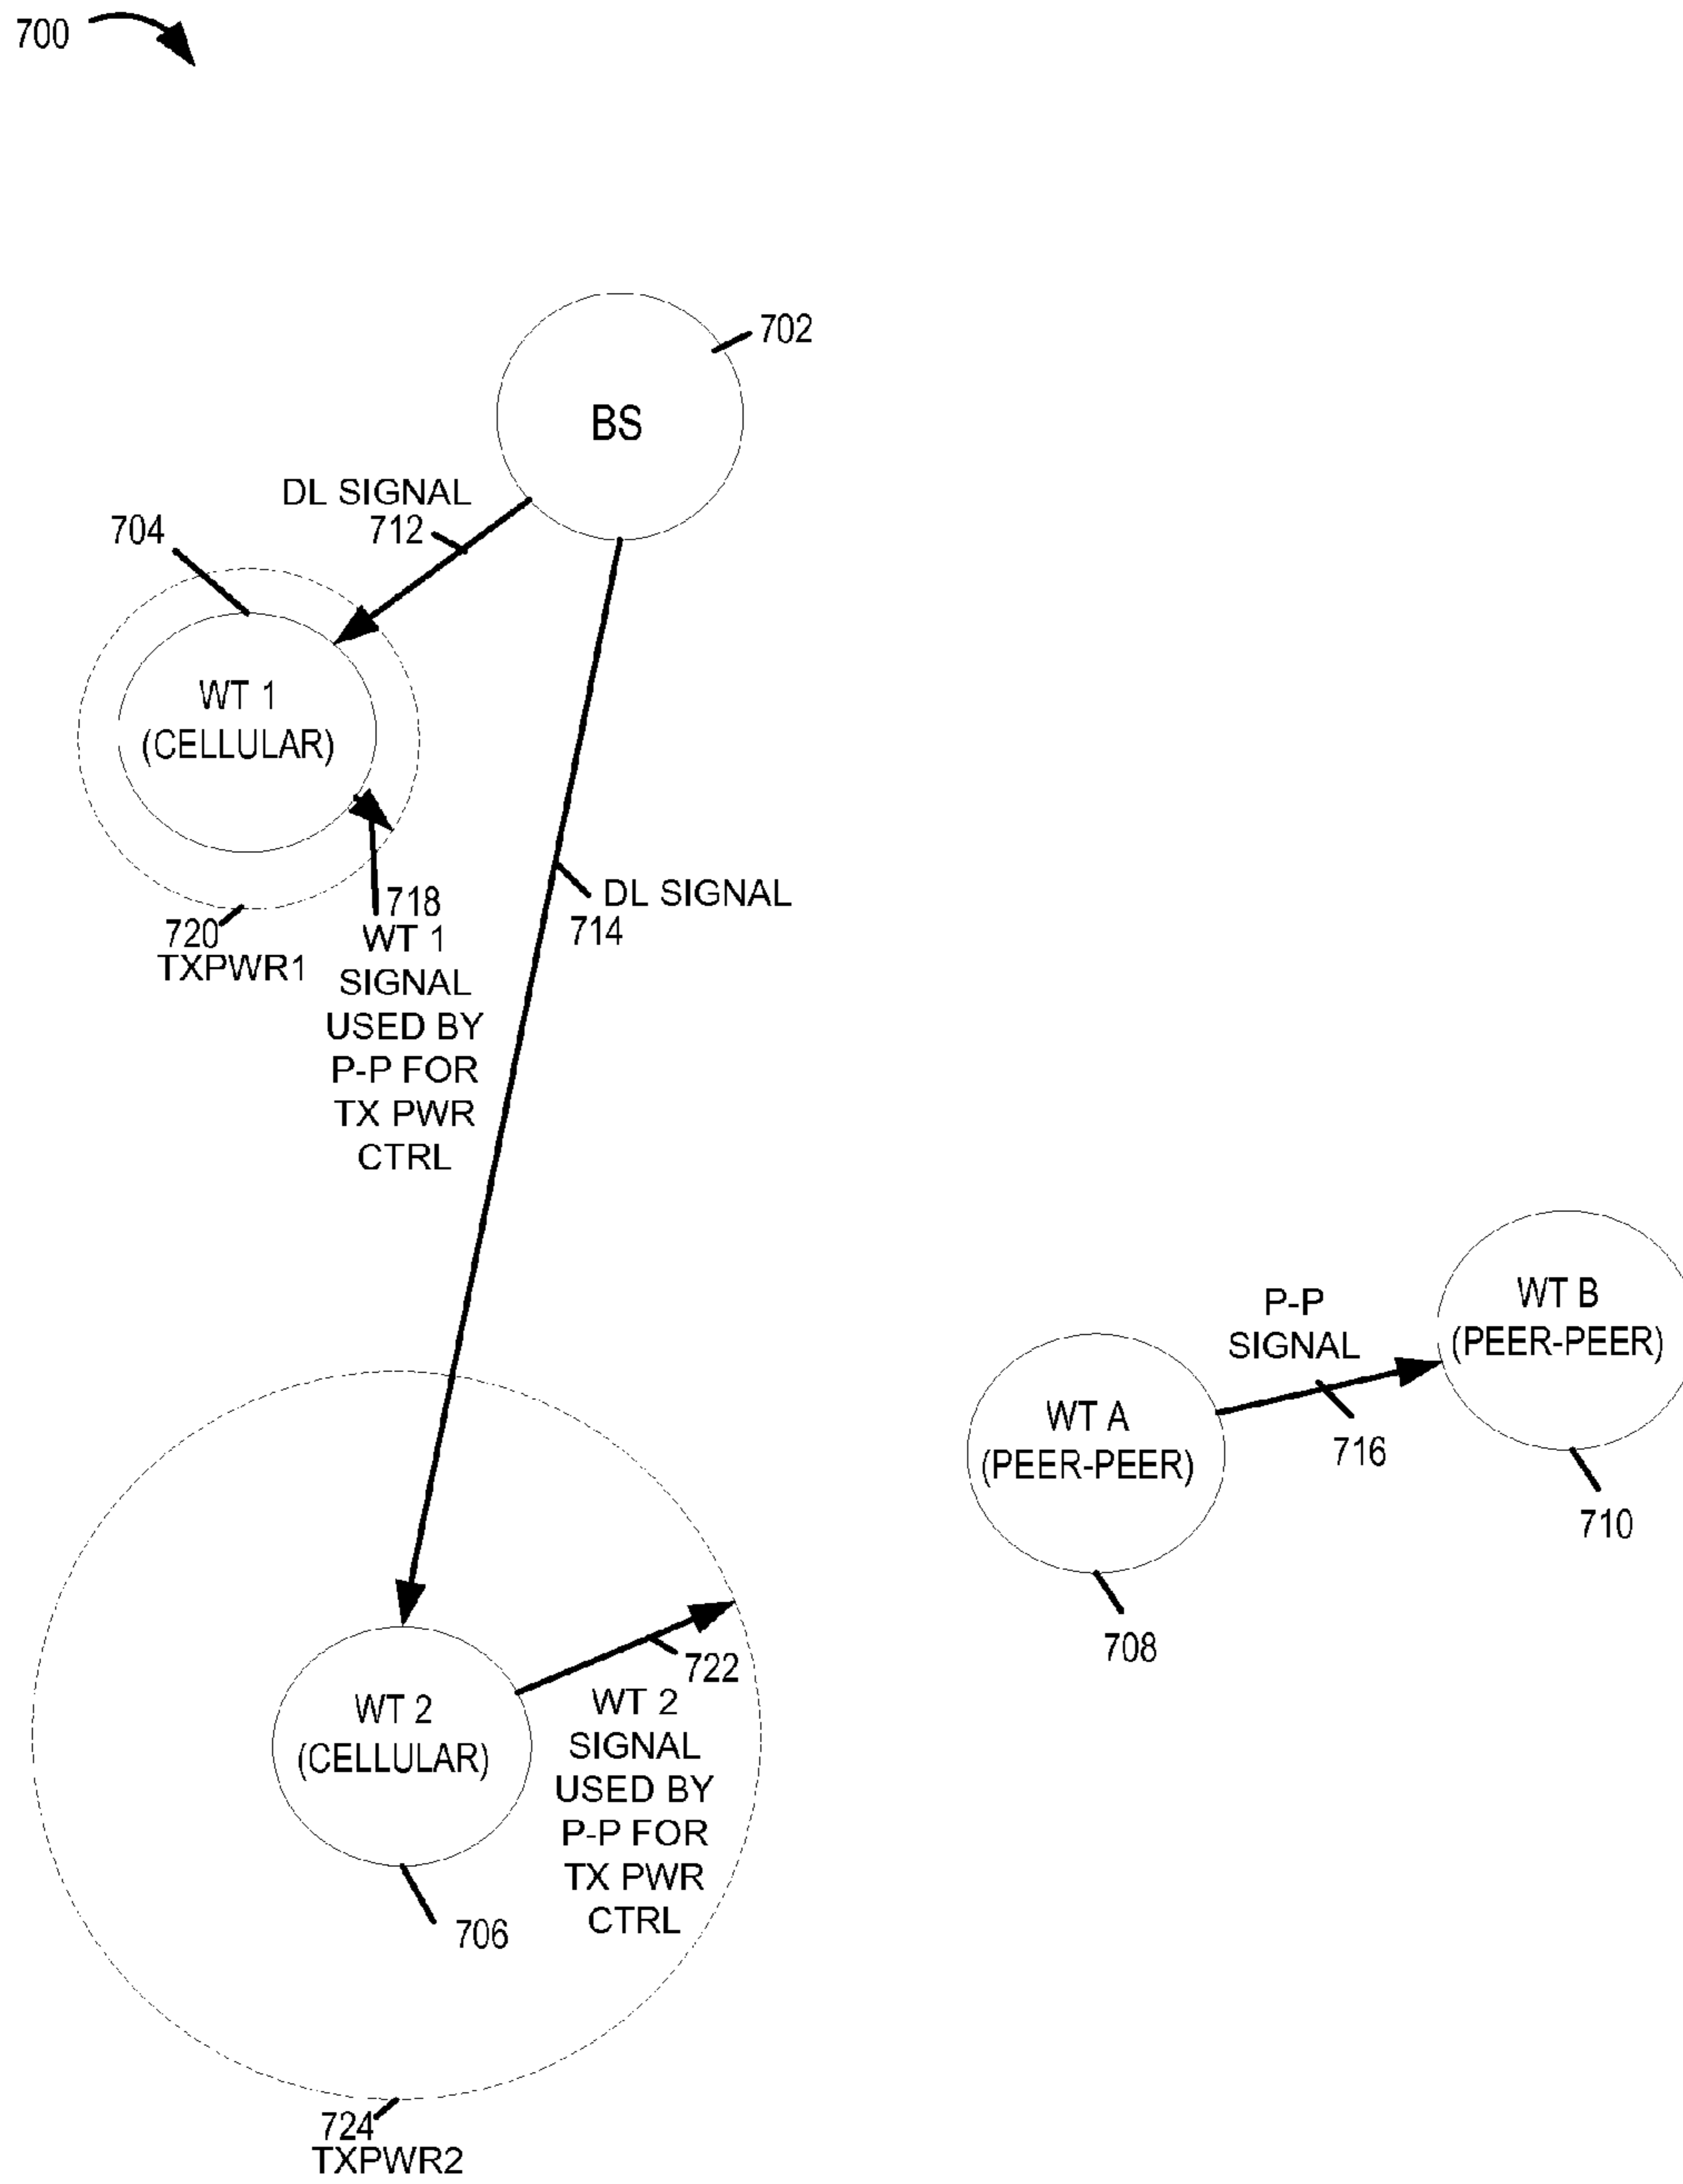 700
702
BS
DL SIGNAL
712
704
WT 1
(CELLULAR)
718
WT 1
SIGNAL
USED BY
P-P FOR
TX PWR
CTRL
720
TXPWR1
DL SIGNAL
714
P-P
SIGNAL
716
WT B
(PEER-PEER)
710
WT A
(PEER-PEER)
708
WT 2
(CELLULAR)
706
722
WT 2
SIGNAL
USED BY
P-P FOR
TX PWR
CTRL
724
TXPWR2